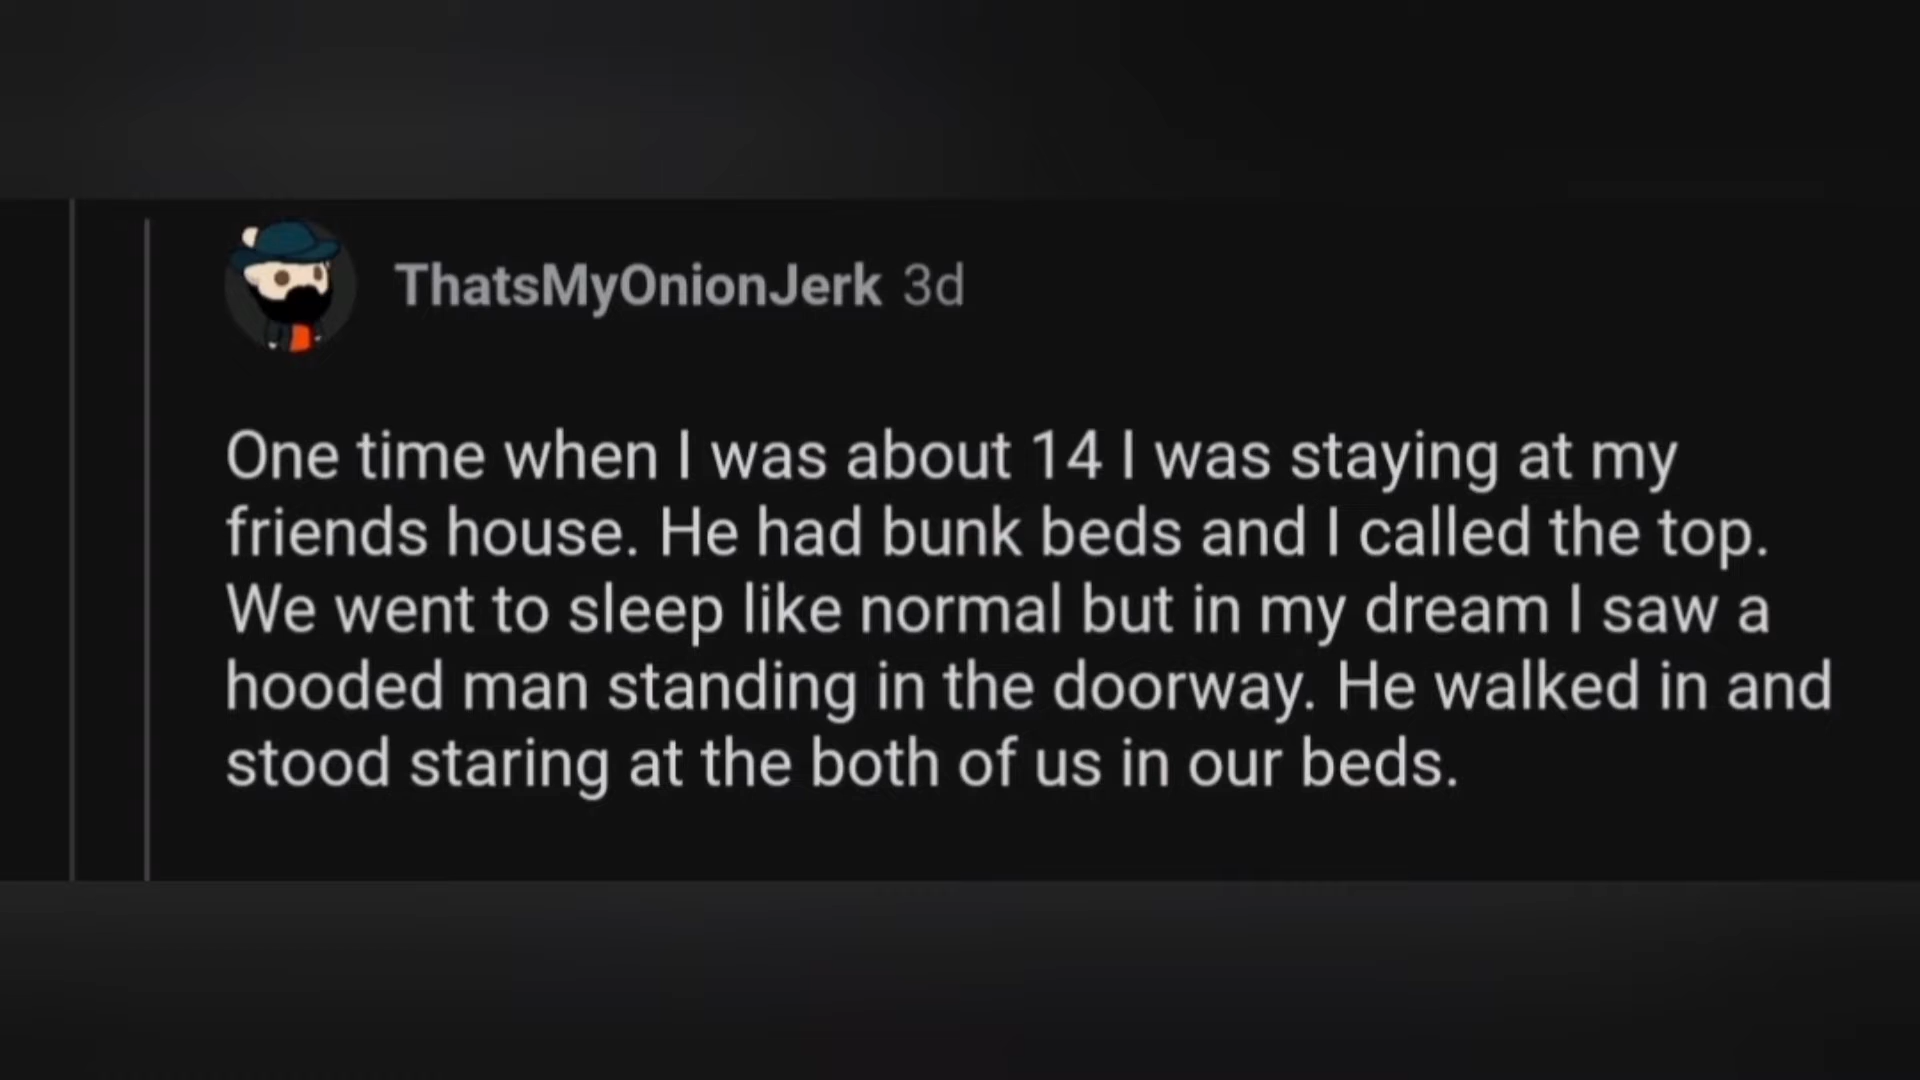 ThatsMyOnionJerk 3d
One time when I was about 14 I was staying at my
friends house. He had bunk beds and I called the top.
We went to sleep like normal but in my dream I saw a
hooded man standing in the doorway. He walked in and
stood staring at the both of us in our beds.